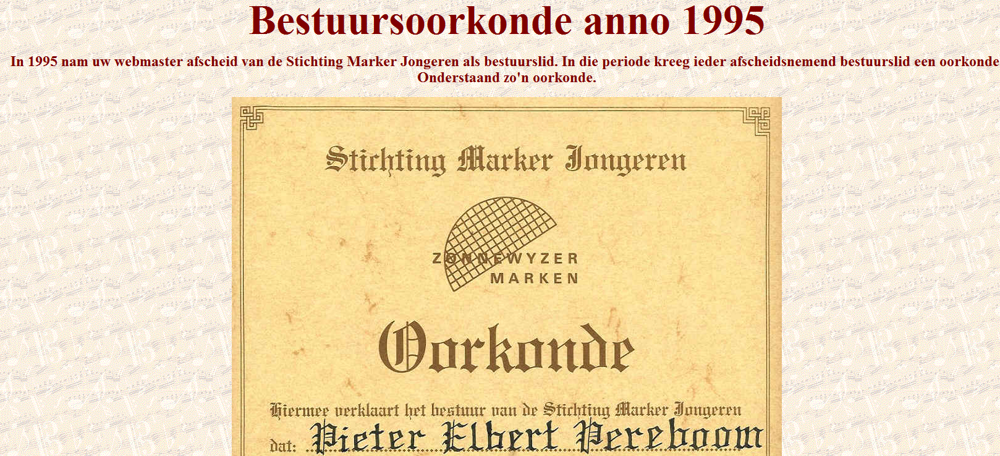 Bestuursoorkonde anno 1995
In 1995 nam uw webmaster afscheid van de Stichting Marker Jongeren als bestuurslid. In die periode kreeg ieder afscheidsnemend bestuurslid een oorkonde
Onderstaand zo'n oorkonde.
Stichting Marker Jongeren
ZONNEWYZER
MARKEN
Oorkonde
Hiermee verklaart het bestuur van de Stichting Marker Jongeren
dat: Pieter Elbert Pereboom